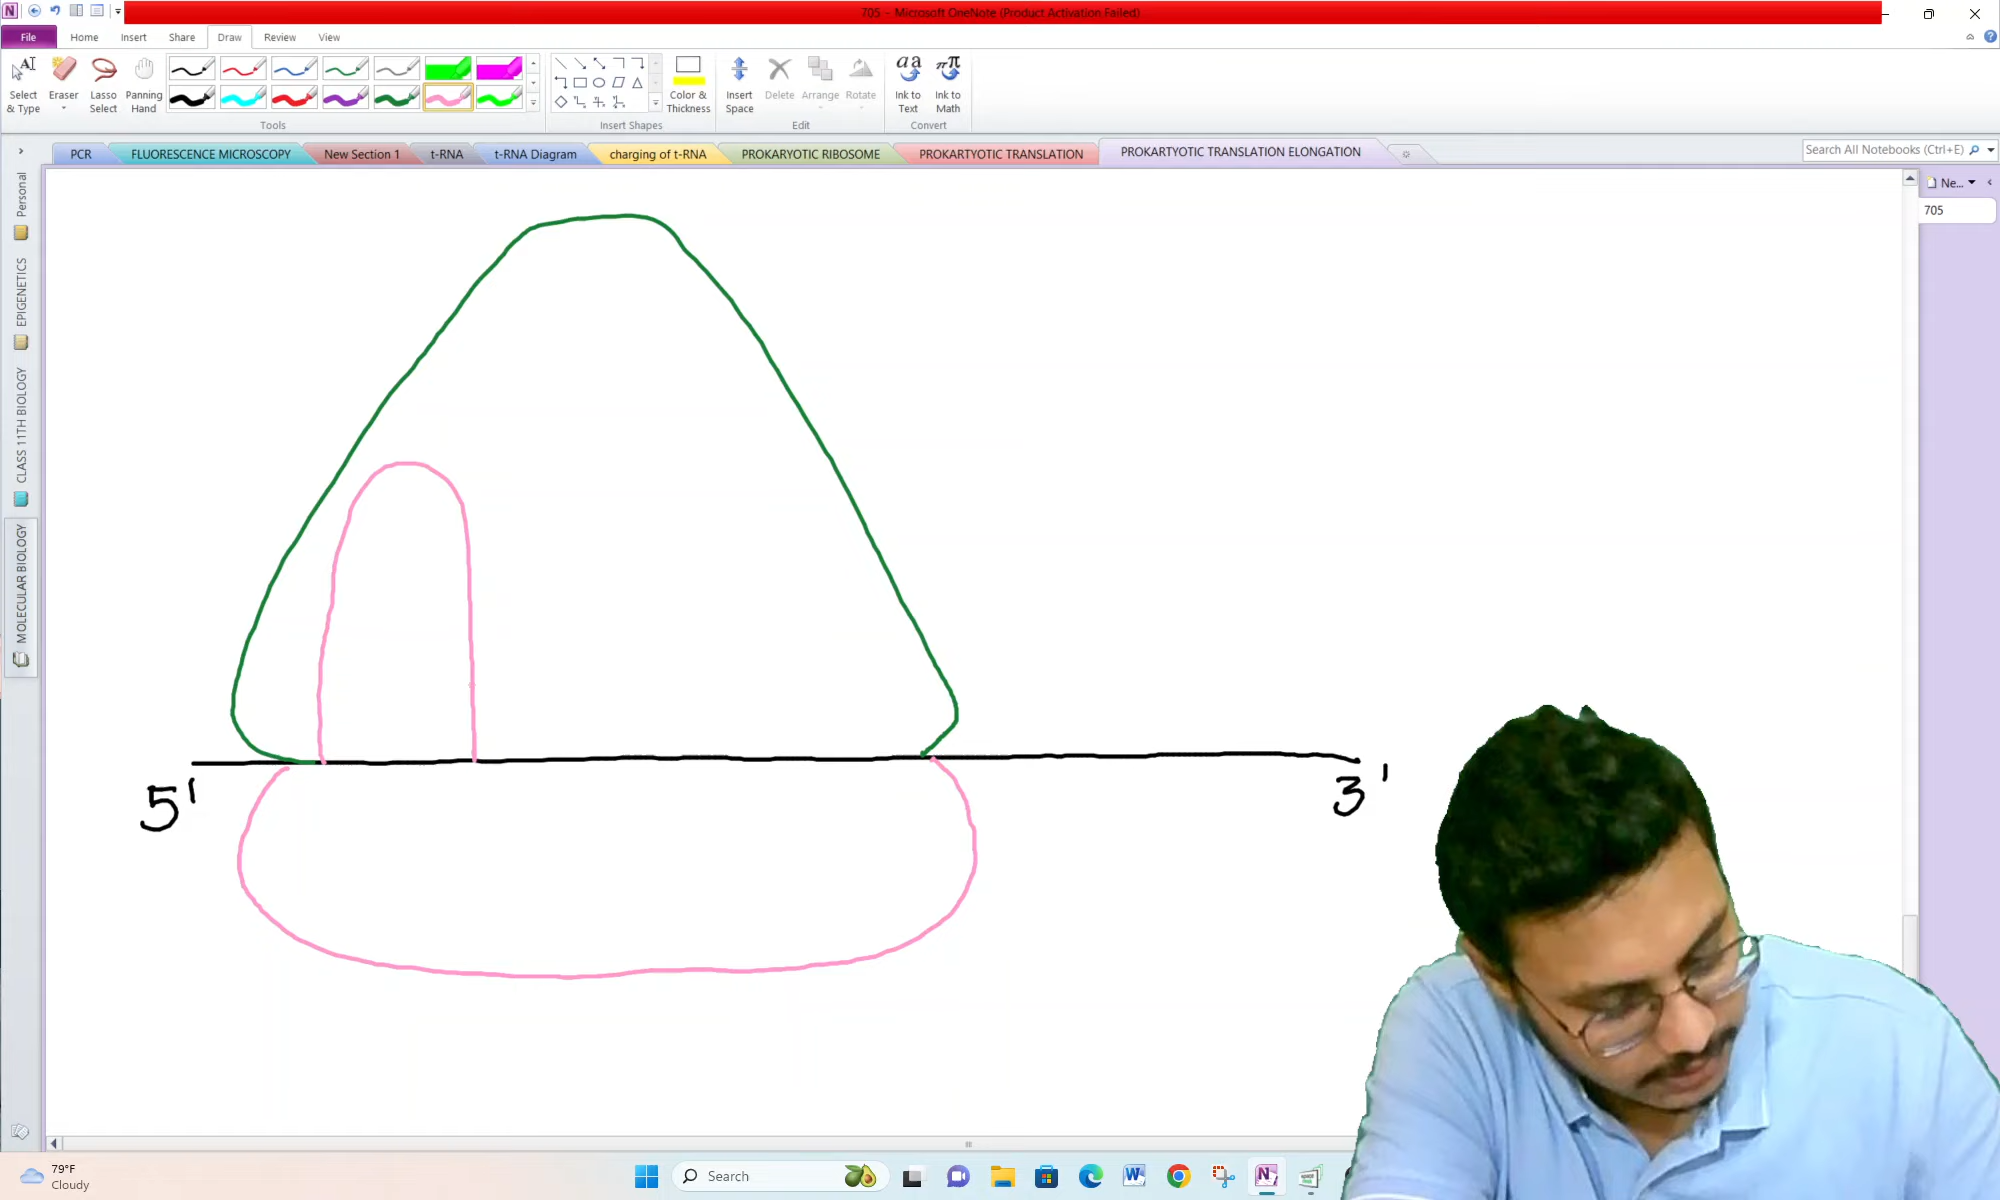 705 - Microsoft OneNote (Product Activation Failed)
File Home Insert Share Draw Review View
Select & Type
Eraser
Lasso Select
Panning Hand
Color & Thickness
Insert Space
Delete
Arrange
Rotate
Ink to Text
Ink to Math
Tools
Insert Shapes
Edit
Convert
PCR FLUORESCENCE MICROSCOPY New Section 1 t-RNA t-RNA Diagram charging of t-RNA PROKARYOTIC RIBOSOME PROKARTYOTIC TRANSLATION PROKARTYOTIC TRANSLATION ELONGATION
Search All Notebooks (Ctrl+E)
Ne...
705
Personal
EPIGENETICS
CLASS 11TH BIOLOGY
MOLECULAR BIOLOGY
5'
3'
79°F
Cloudy
Search